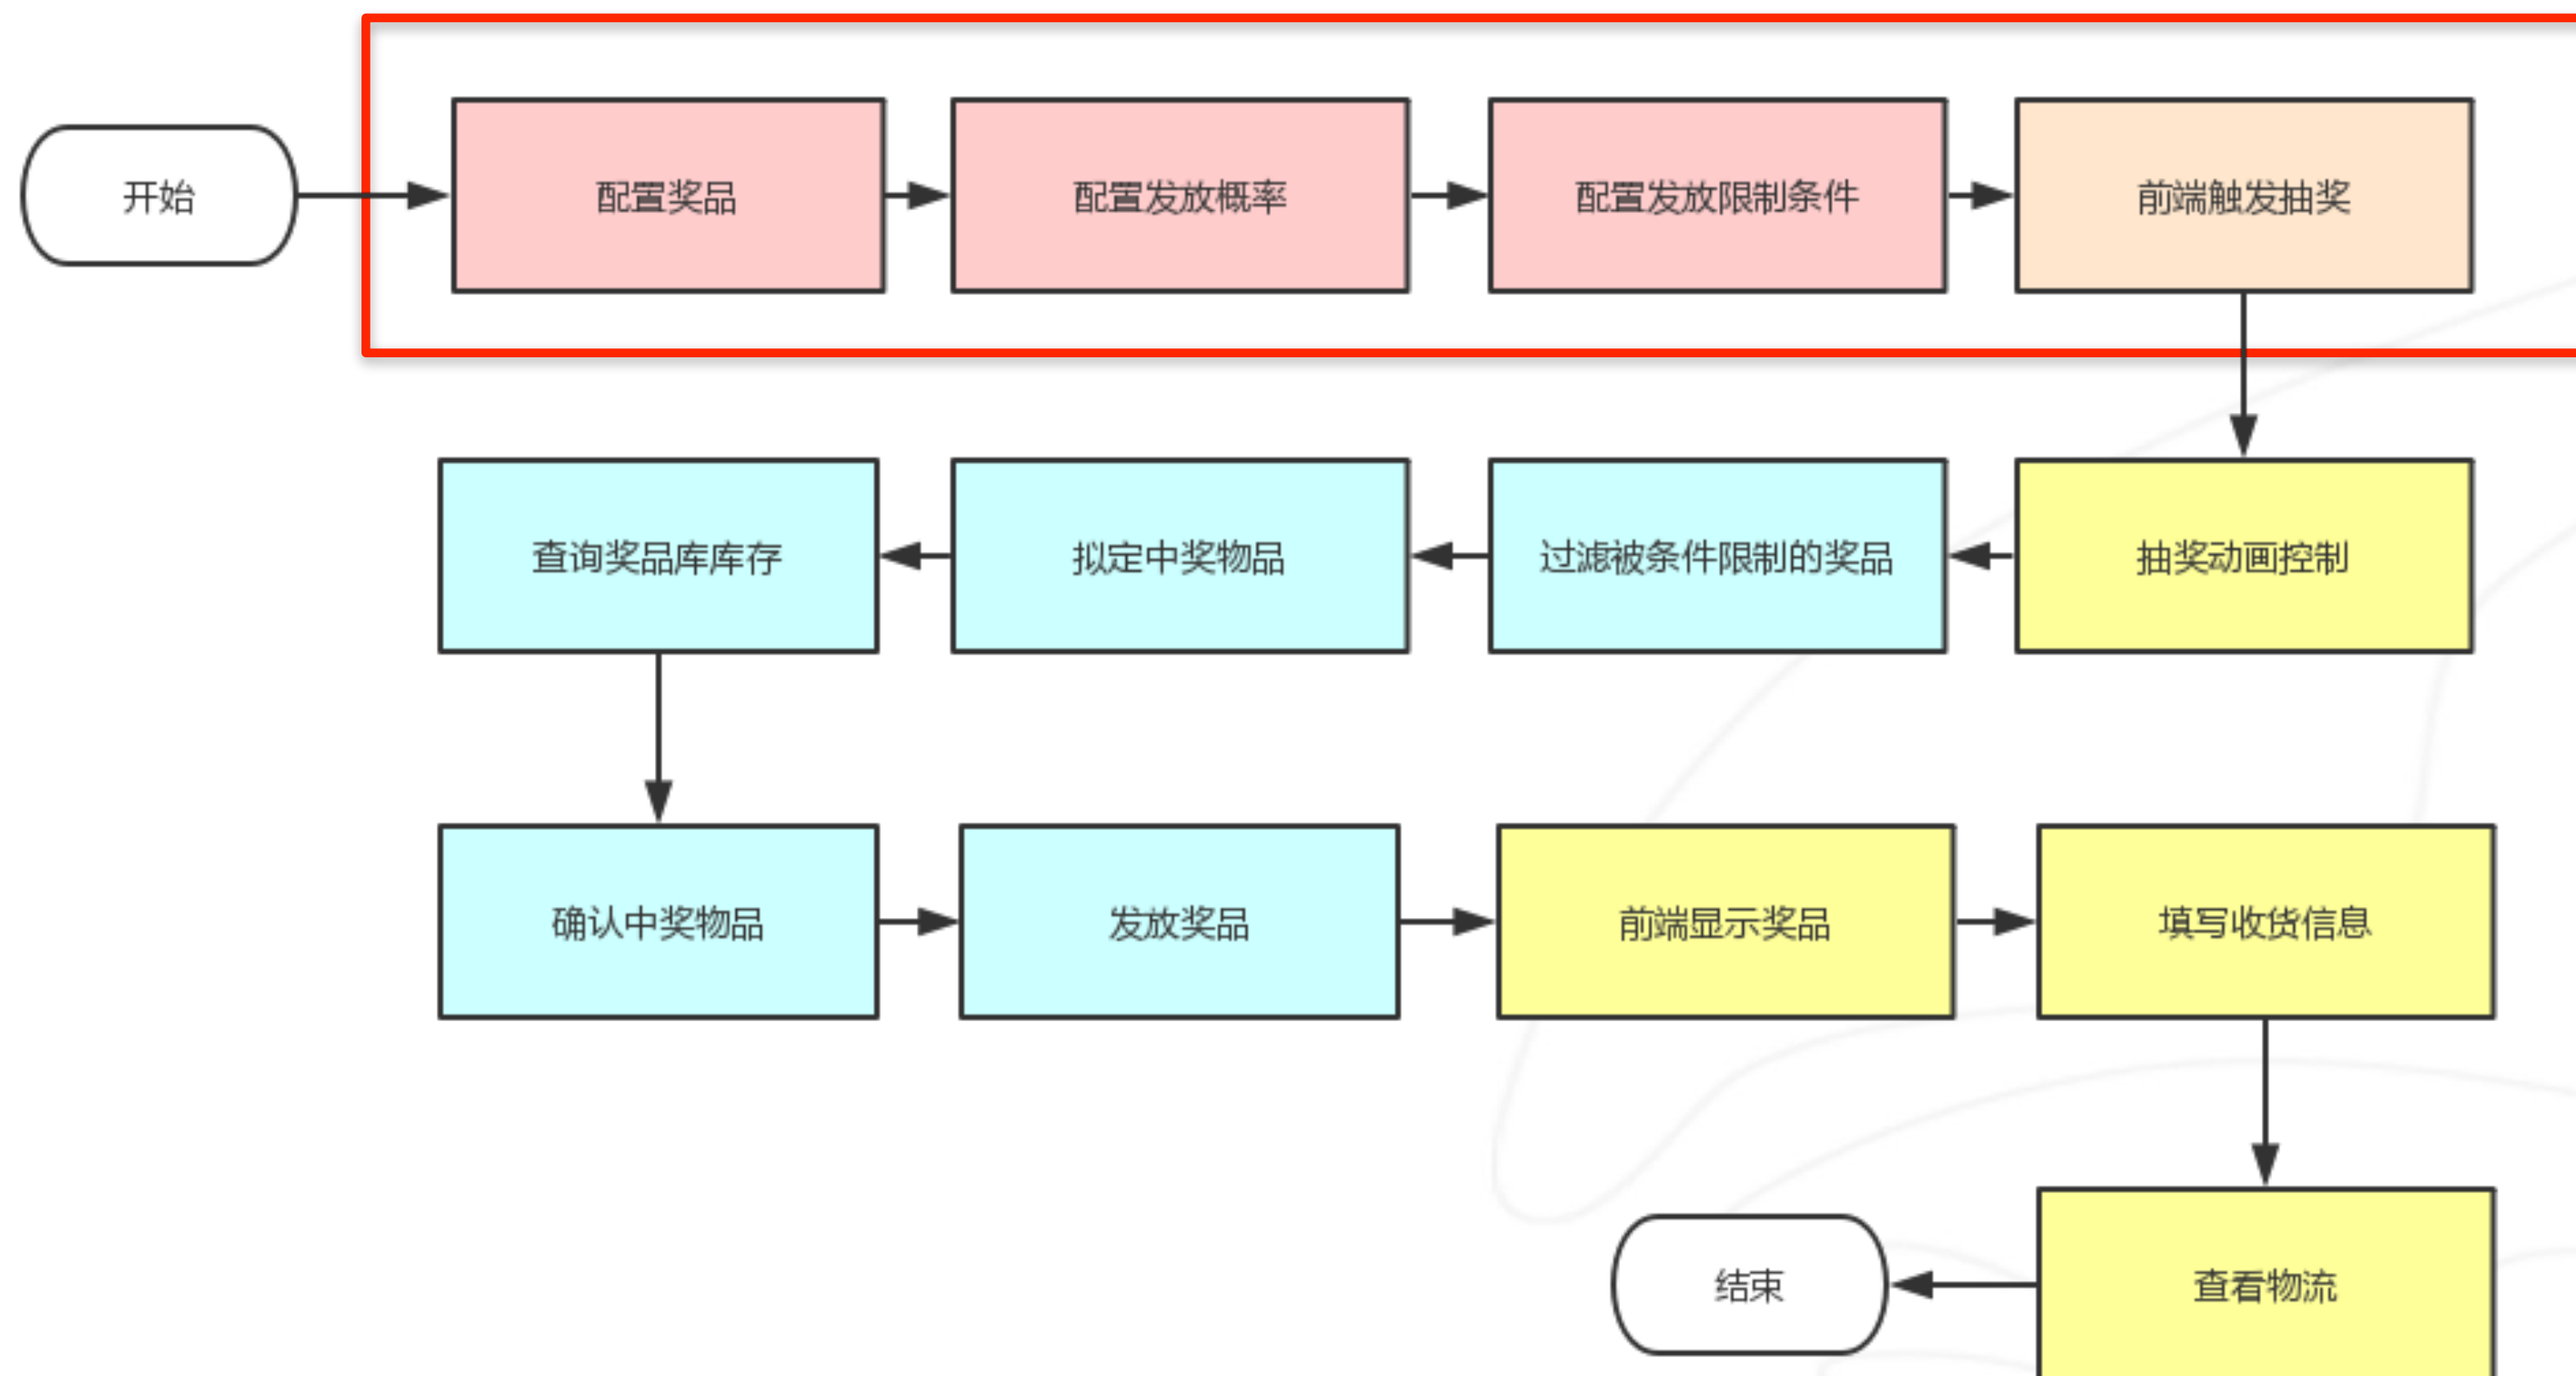 开始
配置奖品
配置发放概率
配置发放限制条件
前端触发抽奖
抽奖动画控制
过滤被条件限制的奖品
拟定中奖物品
查询奖品库库存
确认中奖物品
发放奖品
前端显示奖品
填写收货信息
查看物流
结束